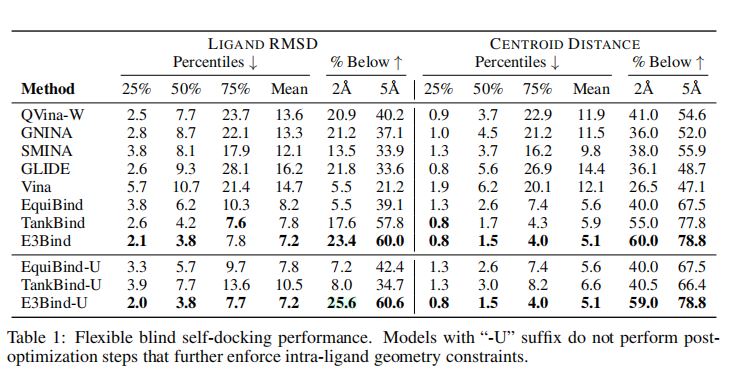 LIGAND RMSD CENTROID DISTANCE
Percentiles ↓ % Below ↑ Percentiles ↓ % Below ↑
Method 25% 50% 75% Mean 2Å 5Å 25% 50% 75% Mean 2Å 5Å
QVina-W 2.5 7.7 23.7 13.6 20.9 40.2 0.9 3.7 22.9 11.9 41.0 54.6
GNINA 2.8 8.7 22.1 13.3 21.2 37.1 1.0 4.5 21.2 11.5 36.0 52.0
SMINA 3.8 8.1 17.9 12.1 13.5 33.9 1.3 3.7 16.2 9.8 38.0 55.9
GLIDE 2.6 9.3 28.1 16.2 21.8 33.6 0.8 5.6 26.9 14.4 36.1 48.7
Vina 5.7 10.7 21.4 14.7 5.5 21.2 1.9 6.2 20.1 12.1 26.5 47.1
EquiBind 3.8 6.2 10.3 8.2 5.5 39.1 1.3 2.6 7.4 5.6 40.0 67.5
TankBind 2.6 4.2 7.6 7.8 17.6 57.8 0.8 1.7 4.3 5.9 55.0 77.8
E3Bind 2.1 3.8 7.8 7.2 23.4 60.0 0.8 1.5 4.0 5.1 60.0 78.8
EquiBind-U 3.3 5.7 9.7 7.8 7.2 42.4 1.3 2.6 7.4 5.6 40.0 67.5
TankBind-U 3.9 7.7 13.6 10.5 8.0 34.7 1.3 3.0 8.2 6.6 40.5 66.4
E3Bind-U 2.0 3.8 7.7 7.2 25.6 60.6 0.8 1.5 4.0 5.1 59.0 78.8
Table 1: Flexible blind self-docking performance. Models with “-U” suffix do not perform post-
optimization steps that further enforce intra-ligand geometry constraints.